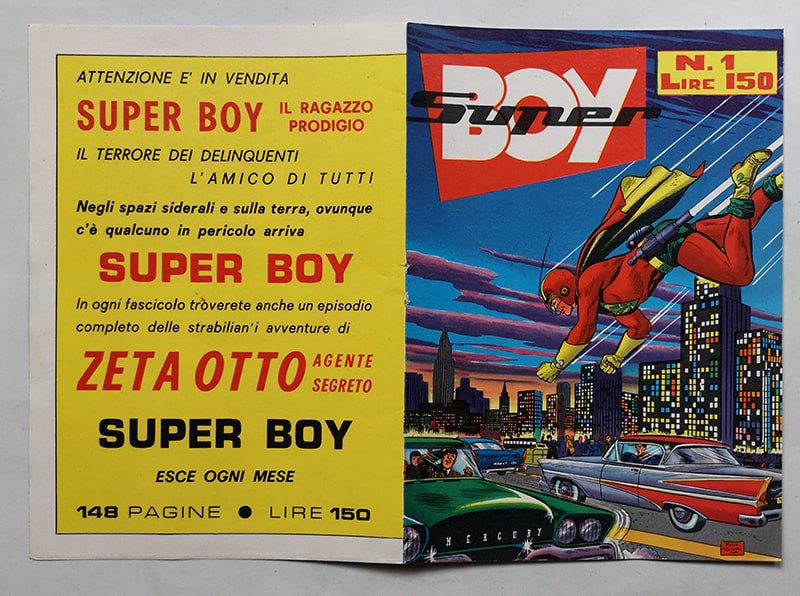 ATTENZIONE E' IN VENDITA
SUPER BOY IL RAGAZZO PRODIGIO
IL TERRORE DEI DELINQUENTI
L'AMICO DI TUTTI
Negli spazi siderali e sulla terra, ovunque
c'è qualcuno in pericolo arriva
SUPER BOY
In ogni fascicolo troverete anche un episodio
completo delle strabilian'i avventure di
ZETA OTTO AGENTE SEGRETO
SUPER BOY
ESCE OGNI MESE
148 PAGINE ● LIRE 150
Super BOY
N. 1
LIRE 150
MERCURY